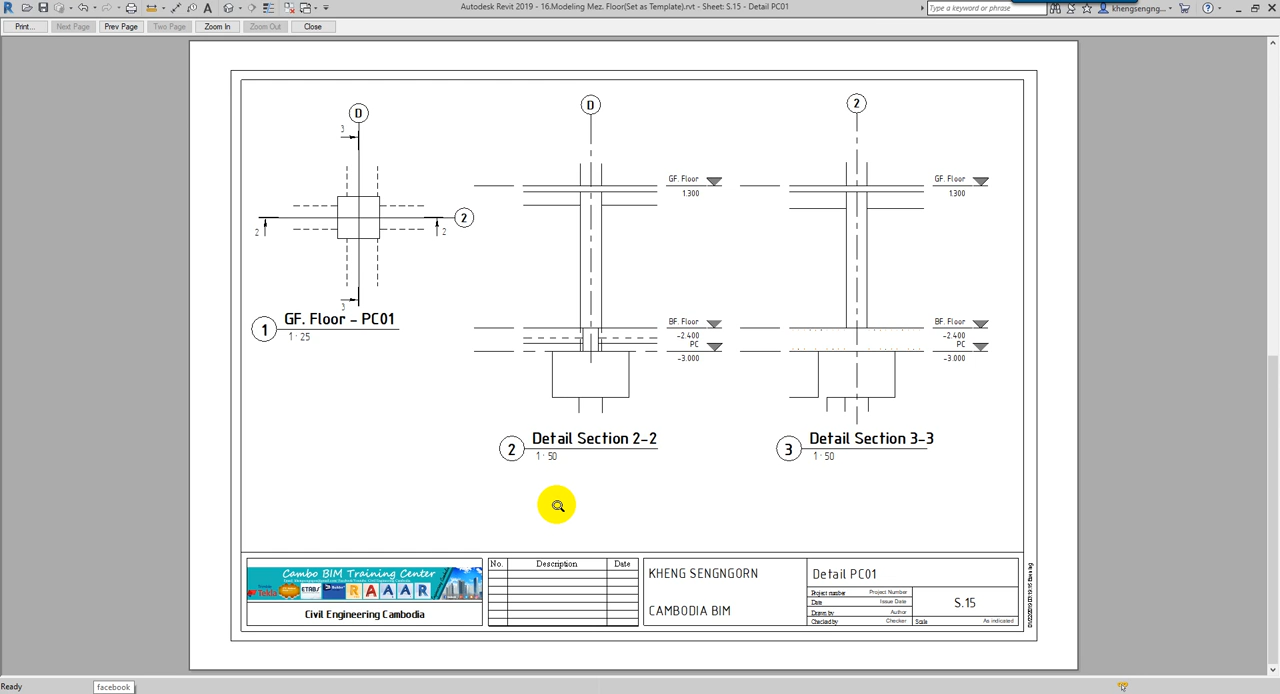 Autodesk Revit 2019 - 16.Modeling Mez. Floor(Set as Template).rvt - Sheet: S.15 - Detail PC01
Type a keyword or phrase
khengsengng...
Print...
Next Page
Prev Page
Two Page
Zoom In
Zoom Out
Close
D
3
2
2
2
3
1
GF. Floor - PC01
1 : 25
D
GF. Floor
1.300
BF. Floor
-2.400
PC
-3.000
2
Detail Section 2-2
1 : 50
2
GF. Floor
1.300
BF. Floor
-2.400
PC
-3.000
3
Detail Section 3-3
1 : 50
Cambo BIM Training Center
Tekla
ETABS
R A A A R
Civil Engineering Cambodia
No.
Description
Date
KHENG SENGNGORN
CAMBODIA BIM
Detail PC01
Project number
Project Number
Date
Issue Date
Drawn by
Author
Checked by
Checker
S.15
Scale
As indicated
Ready
facebook